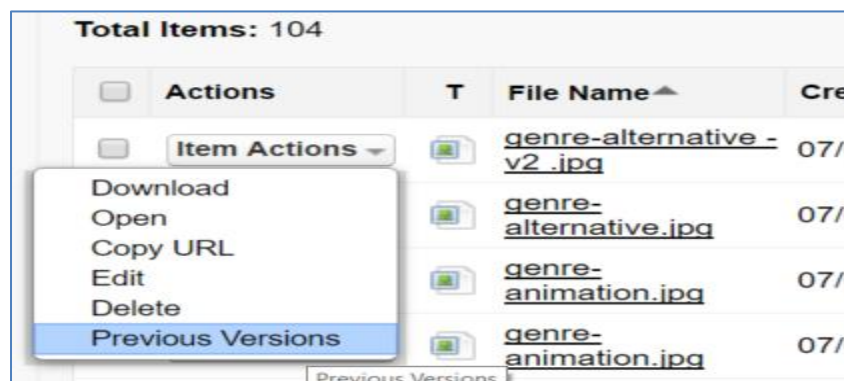 Total Items: 104
Actions T File Name Cre
Item Actions genre-alternative - 07/
v2 .jpg
Download
Open genre- 07/
alternative.jpg
Copy URL
Edit genre- 07/
animation.jpg
Delete
Previous Versions genre- 07/
animation.jpg
Previous Versions